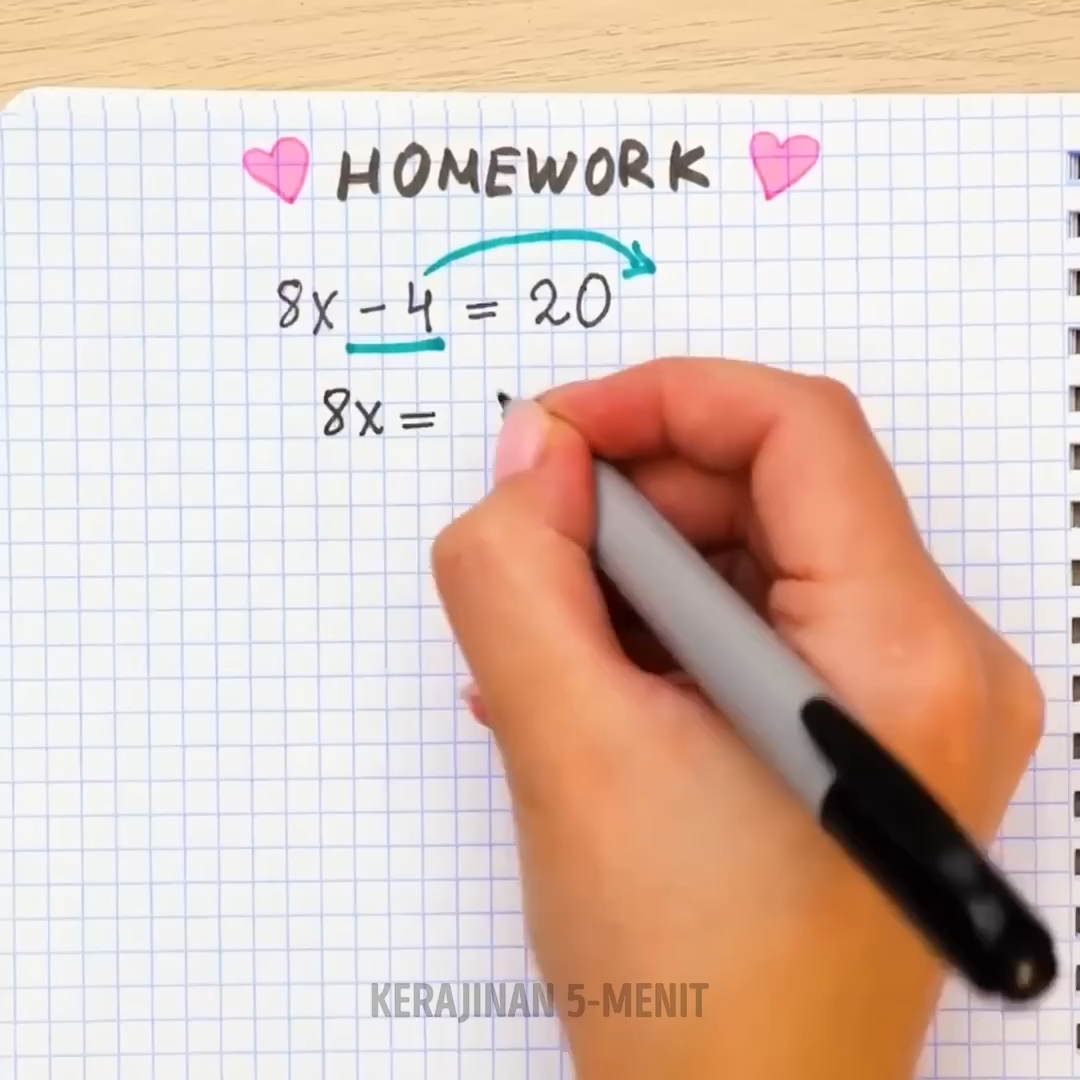 HOMEWORK
8x - 4 = 20
8x =
KERAJINAN 5-MENIT